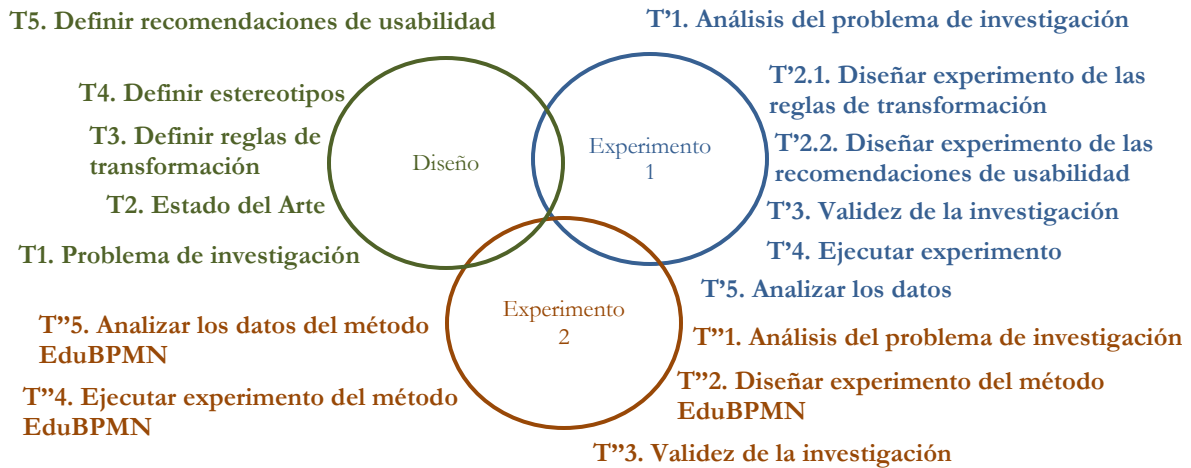 T5. Definir recomendaciones de usabilidad
T4. Definir estereotipos
T3. Definir reglas de
transformación
T2. Estado del Arte
T1. Problema de investigación
Diseño
T’1. Análisis del problema de investigación
T’2.1. Diseñar experimento de las
reglas de transformación
T’2.2. Diseñar experimento de las
recomendaciones de usabilidad
T’3. Validez de la investigación
T’4. Ejecutar experimento
T’5. Analizar los datos
Experimento
1
Experimento
2
T”1. Análisis del problema de investigación
T”2. Diseñar experimento del método
EduBPMN
T”3. Validez de la investigación
T”4. Ejecutar experimento del método
EduBPMN
T”5. Analizar los datos del método
EduBPMN